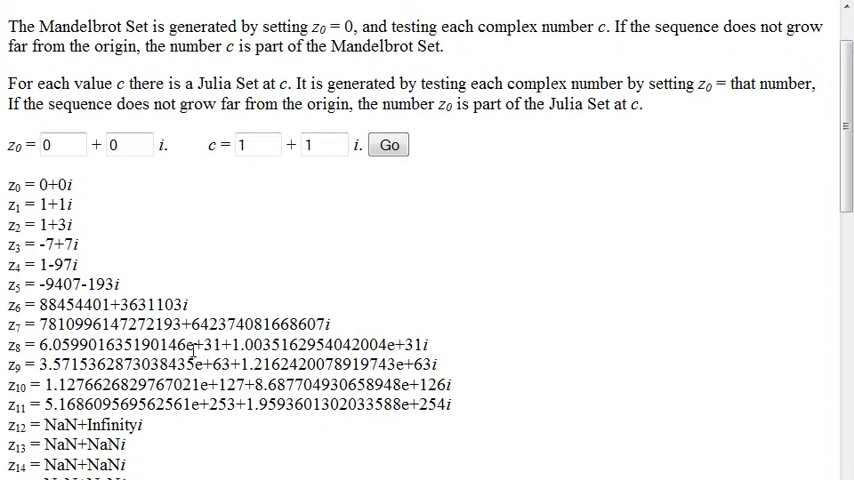 The Mandelbrot Set is generated by setting z0 = 0, and testing each complex number c. If the sequence does not grow
far from the origin, the number c is part of the Mandelbrot Set.
For each value c there is a Julia Set at c. It is generated by testing each complex number by setting z0 = that number,
If the sequence does not grow far from the origin, the number z0 is part of the Julia Set at c.
z0 = 0 + 0 i. c = 1 + 1 i. Go
z0 = 0+0i
z1 = 1+1i
z2 = 1+3i
z3 = -7+7i
z4 = 1-97i
z5 = -9407-193i
z6 = 88454401+3631103i
z7 = 7810996147272193+642374081668607i
z8 = 6.059901635190146e+31+1.0035162954042004e+31i
z9 = 3.5715362873038435e+63+1.2162420078919743e+63i
z10 = 1.1276626829767021e+127+8.687704930658948e+126i
z11 = 5.168609569562561e+253+1.9593601302033588e+254i
z12 = NaN+Infinityi
z13 = NaN+NaNi
z14 = NaN+NaNi